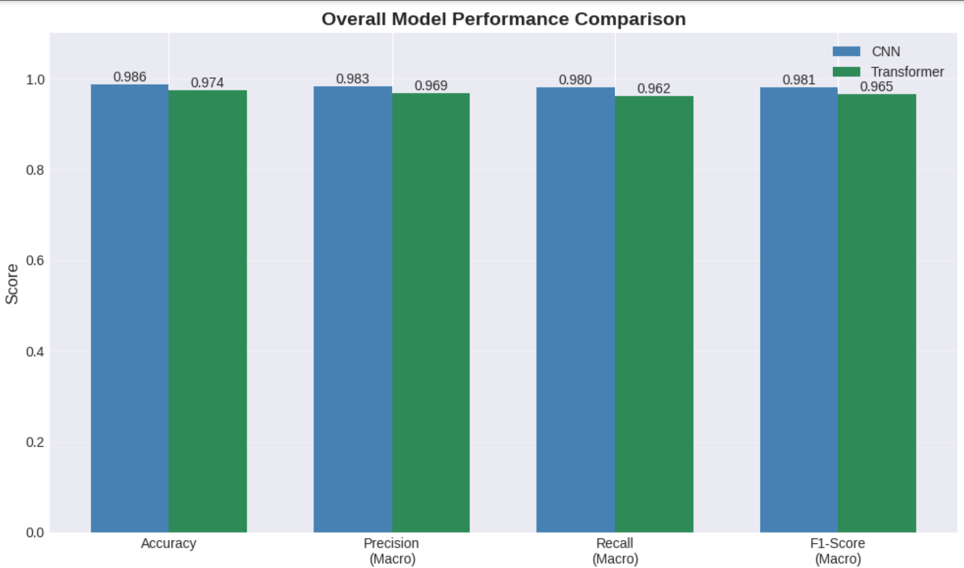 Overall Model Performance Comparison
CNN
Transformer
0.986
0.974
0.983
0.969
0.980
0.962
0.981
0.965
Score
1.0
0.8
0.6
0.4
0.2
0.0
Accuracy
Precision
(Macro)
Recall
(Macro)
F1-Score
(Macro)